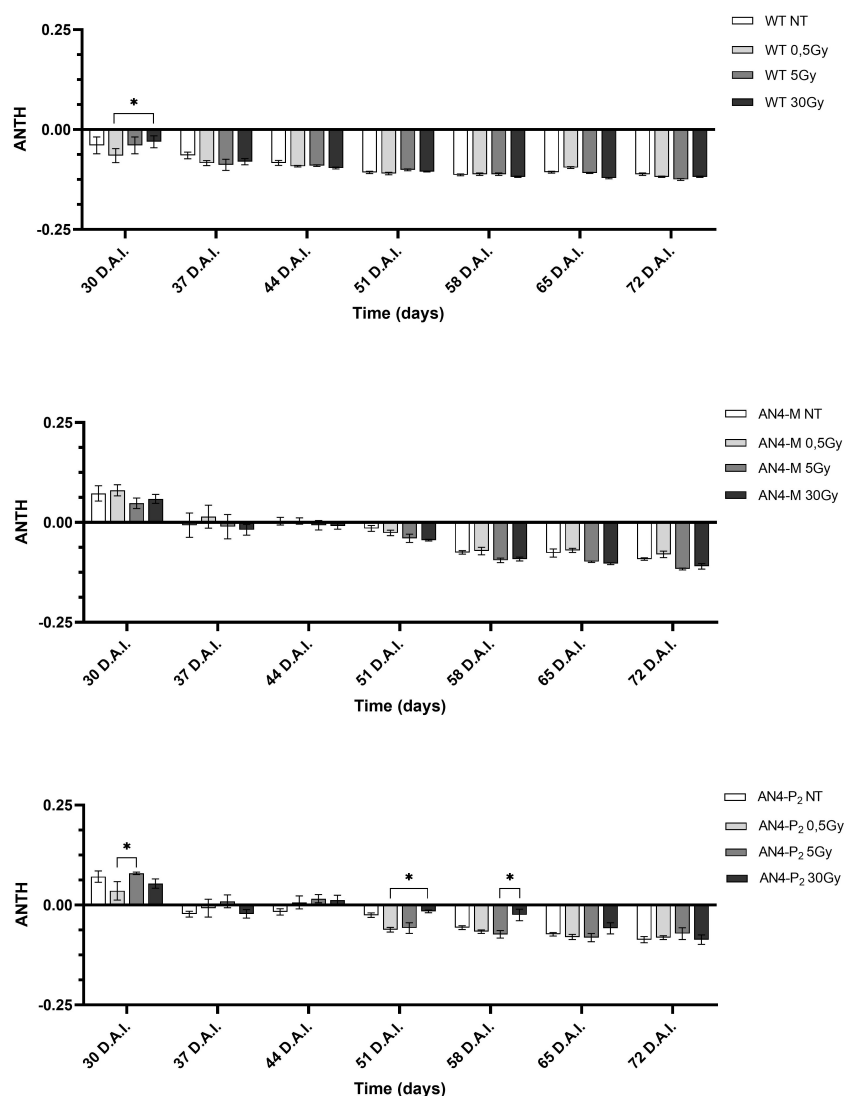 WT NT
WT 0,5Gy
WT 5Gy
WT 30Gy
0.25
0.00
-0.25
ANTH
*
30 D.A.I.
37 D.A.I.
44 D.A.I.
51 D.A.I.
58 D.A.I.
65 D.A.I.
72 D.A.I.
Time (days)
AN4-M NT
AN4-M 0,5Gy
AN4-M 5Gy
AN4-M 30Gy
0.25
0.00
-0.25
ANTH
30 D.A.I.
37 D.A.I.
44 D.A.I.
51 D.A.I.
58 D.A.I.
65 D.A.I.
72 D.A.I.
Time (days)
AN4-P₂ NT
AN4-P₂ 0,5Gy
AN4-P₂ 5Gy
AN4-P₂ 30Gy
0.25
0.00
-0.25
ANTH
*
*
*
30 D.A.I.
37 D.A.I.
44 D.A.I.
51 D.A.I.
58 D.A.I.
65 D.A.I.
72 D.A.I.
Time (days)